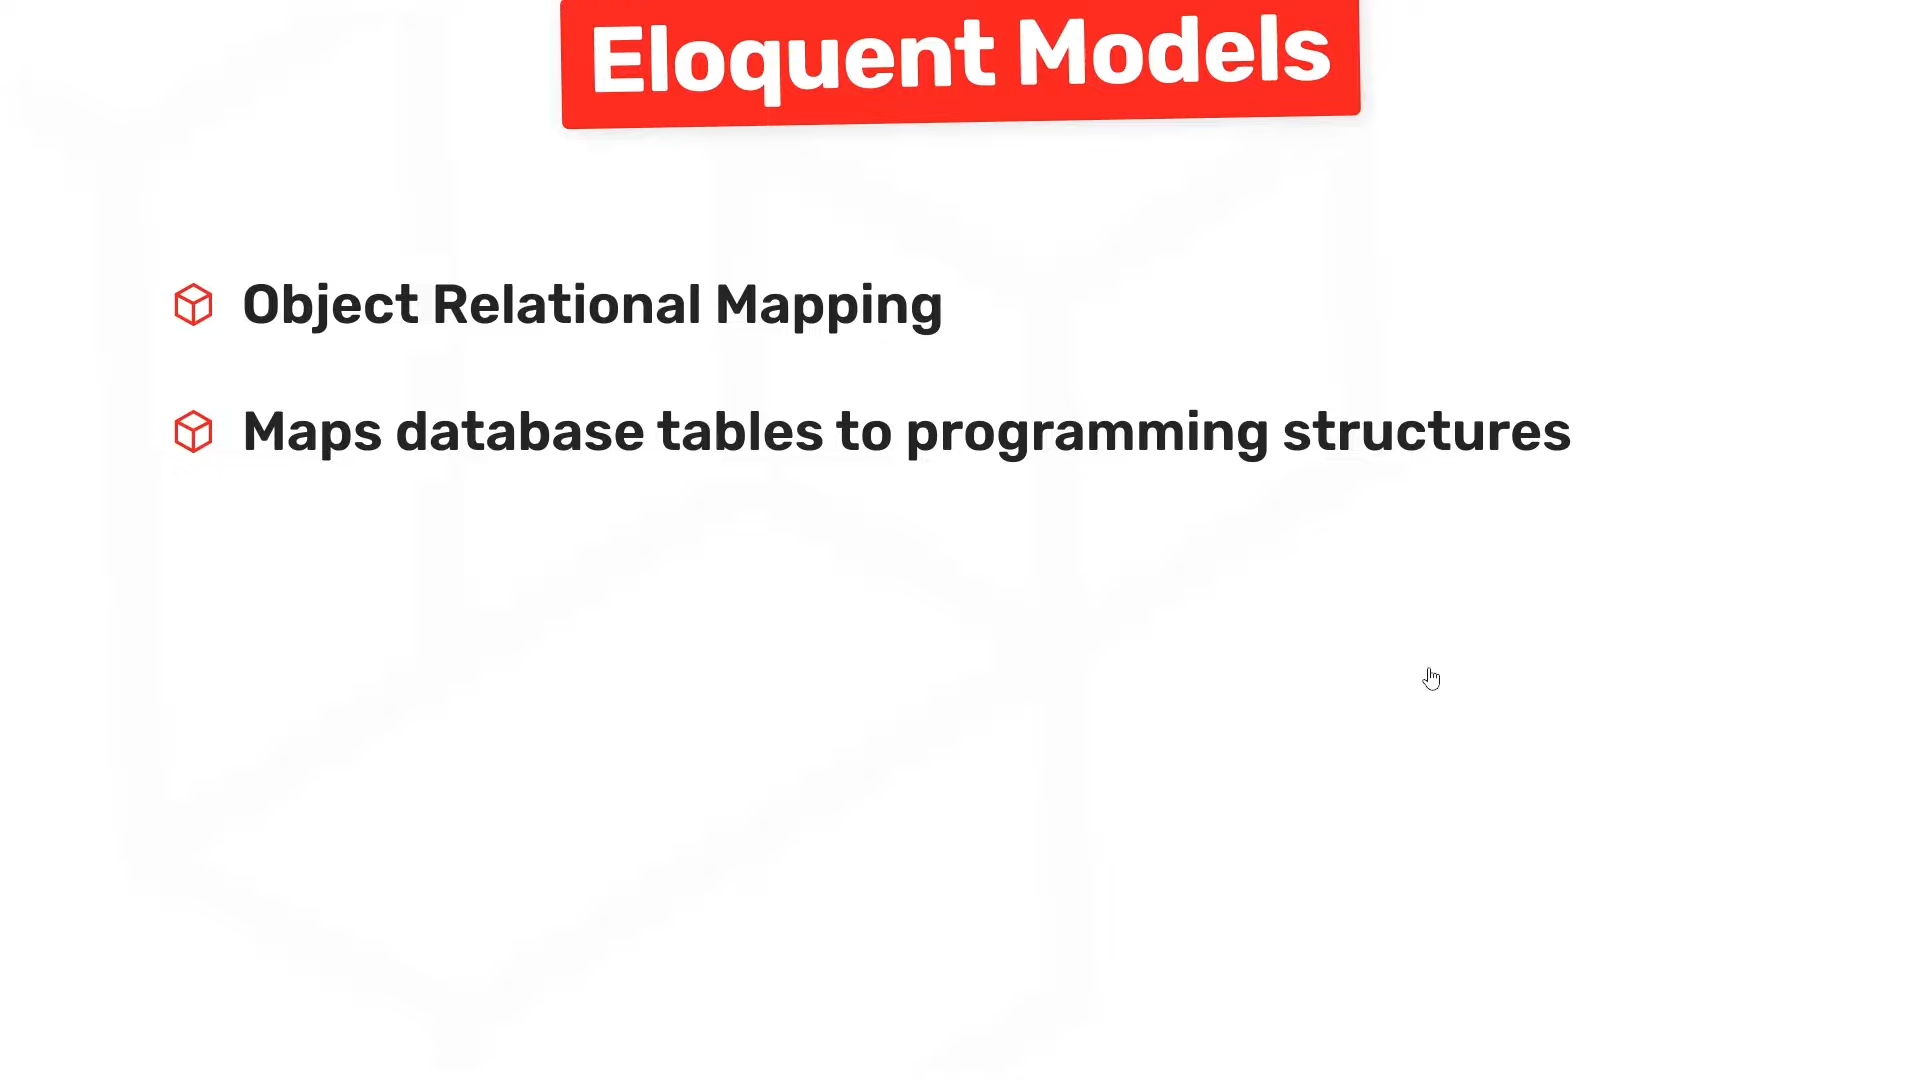 Eloquent Models
Object Relational Mapping
Maps database tables to programming structures